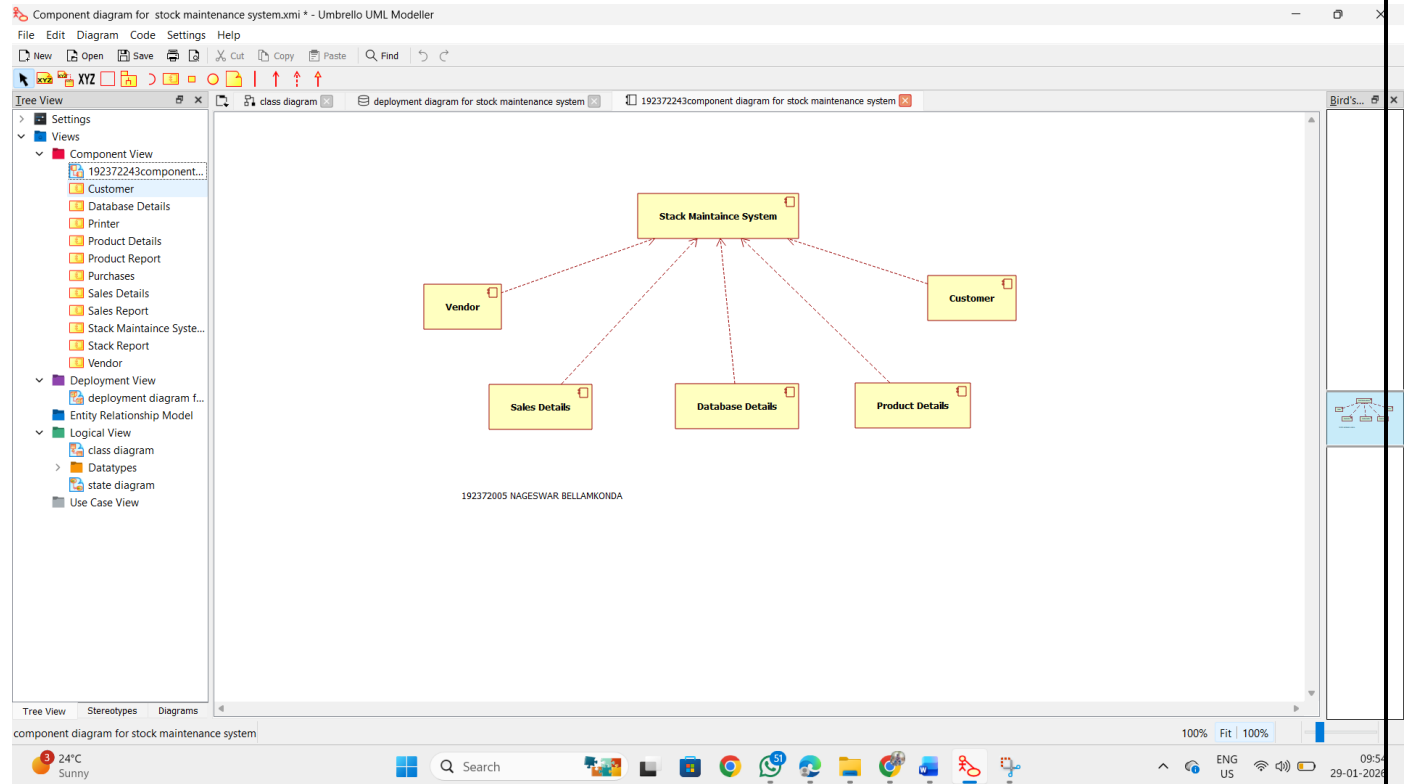 Component diagram for stock maintenance system.xmi * - Umbrello UML Modeller
File Edit Diagram Code Settings Help
New Open Save Cut Copy Paste Find
XYZ XYZ XYZ
Tree View
class diagram
deployment diagram for stock maintenance system
192372243component diagram for stock maintenance system
Bird's...
Settings
Views
Component View
192372243component...
Customer
Database Details
Printer
Product Details
Product Report
Purchases
Sales Details
Sales Report
Stack Maintaince Syste...
Stack Report
Vendor
Deployment View
deployment diagram f...
Entity Relationship Model
Logical View
class diagram
Datatypes
state diagram
Use Case View
Stack Maintaince System
Vendor
Customer
Sales Details
Database Details
Product Details
192372005 NAGESWAR BELLAMKONDA
Tree View Stereotypes Diagrams
component diagram for stock maintenance system
100% Fit 100%
3
24°C
Sunny
Search
51
ENG
US
09:54
29-01-2026